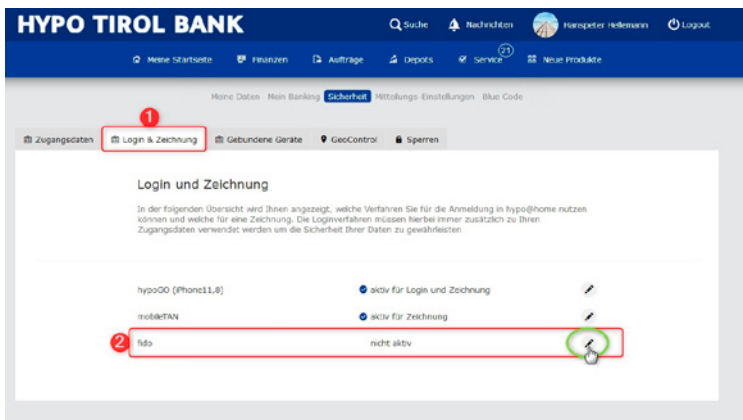 HYPO TIROL BANK
Suche
Nachrichten
Hanspeter Hellemann
Logout
Meine Startseite
Finanzen
Aufträge
Depots
Service
21
Neue Produkte
Meine Daten Mein Banking Sicherheit Mitteilungs-Einstellungen Blue Code
1
Zugangsdaten
Login & Zeichnung
Gebundene Geräte
GeoControl
Sperren
Login und Zeichnung
In der folgenden Übersicht wird Ihnen angezeigt, welche Verfahren Sie für die Anmeldung in hypo@home nutzen
können und welche für eine Zeichnung. Die Loginverfahren müssen hierbei immer zusätzlich zu Ihren
Zugangsdaten verwendet werden um die Sicherheit Ihrer Daten zu gewährleisten
hypoGO (iPhone11,8) aktiv für Login und Zeichnung
mobileTAN aktiv für Zeichnung
2 fido nicht aktiv